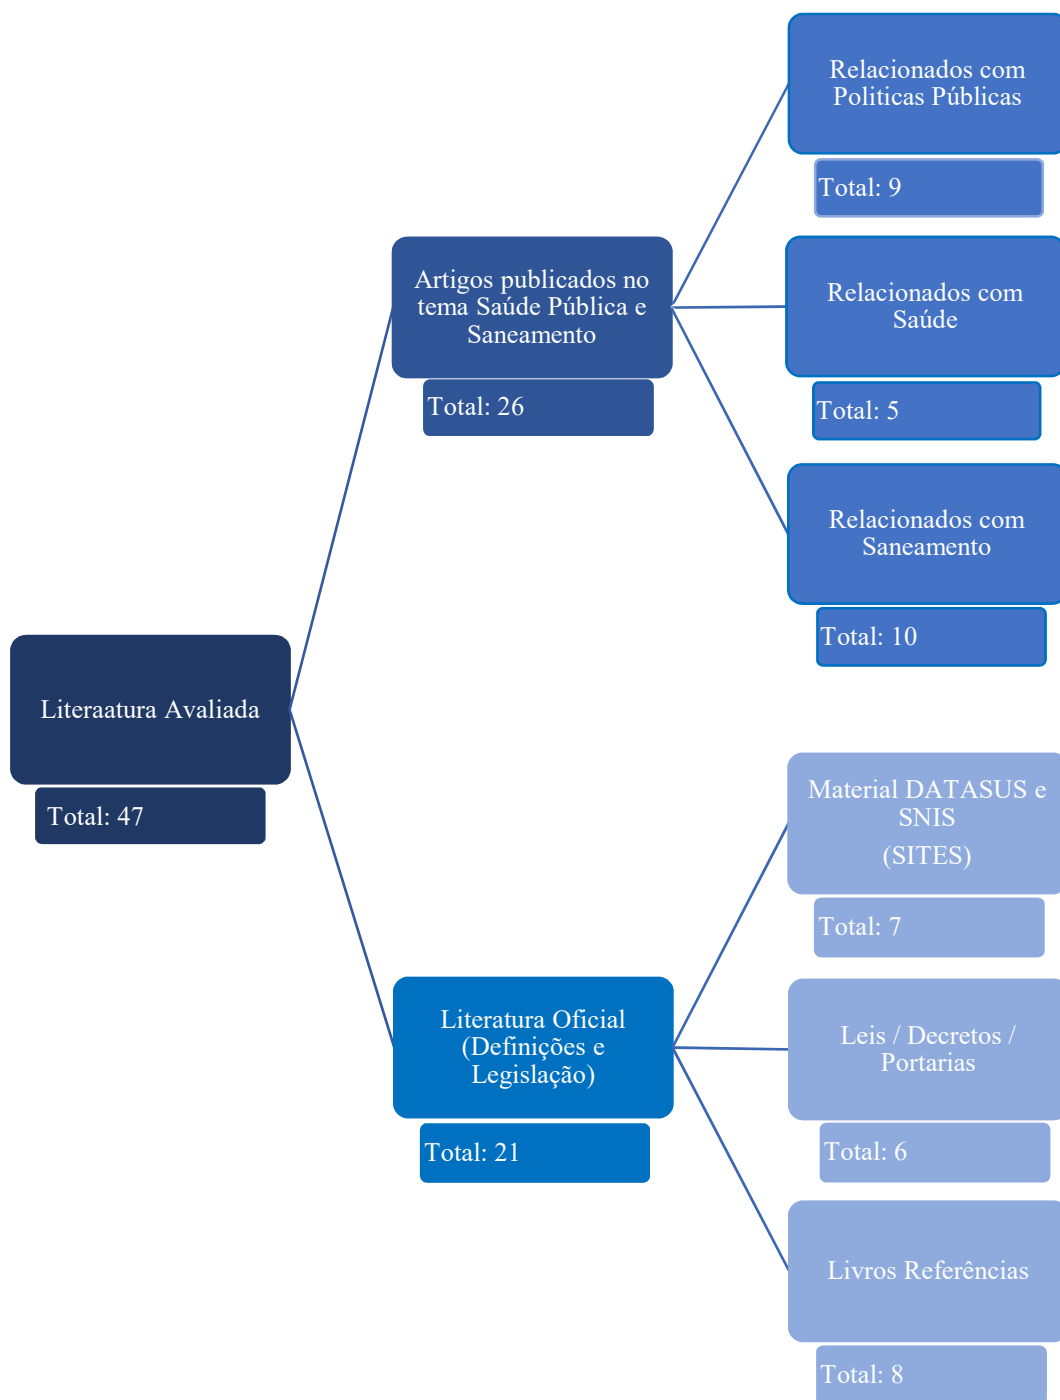 Relacionados com
Politicas Públicas
Total: 9
Artigos publicados no
tema Saúde Pública e
Saneamento
Total: 26
Relacionados com
Saúde
Total: 5
Relacionados com
Saneamento
Total: 10
Literaatura Avaliada
Total: 47
Material DATASUS e
SNIS
(SITES)
Total: 7
Literatura Oficial
(Definições e
Legislação)
Total: 21
Leis / Decretos /
Portarias
Total: 6
Livros Referências
Total: 8